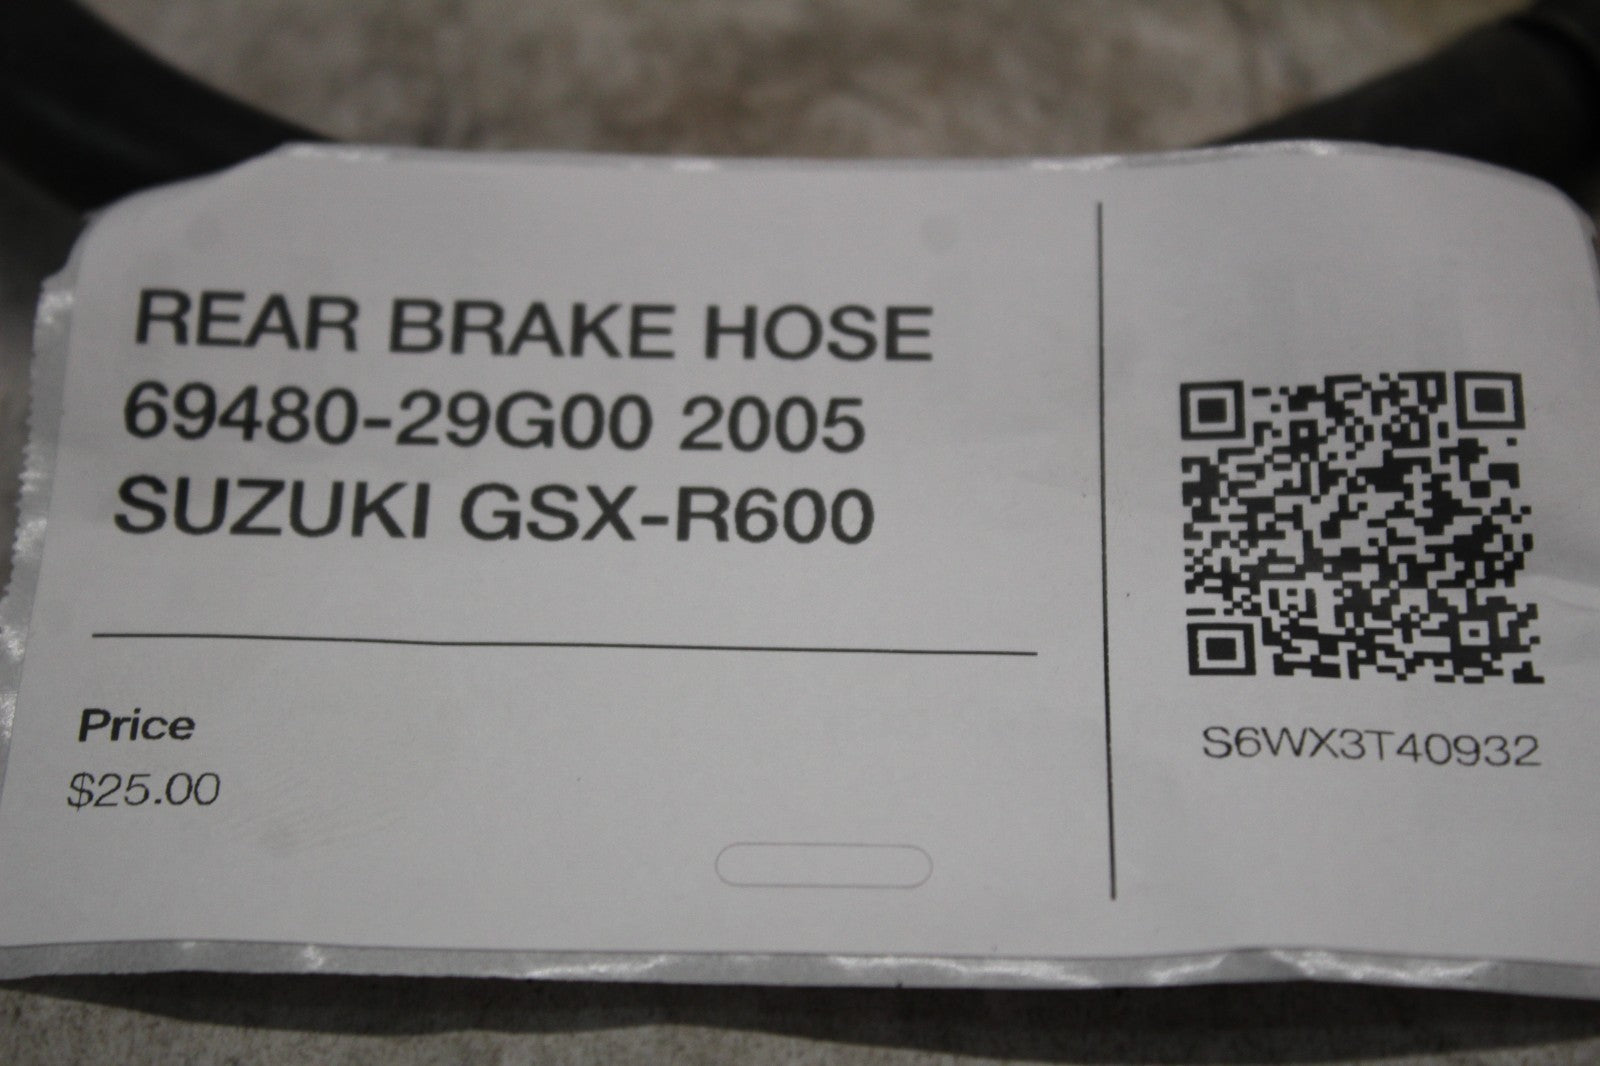 REAR BRAKE HOSE
69480-29G00 2005
SUZUKI GSX-R600
Price
$25.00
S6WX3T40932